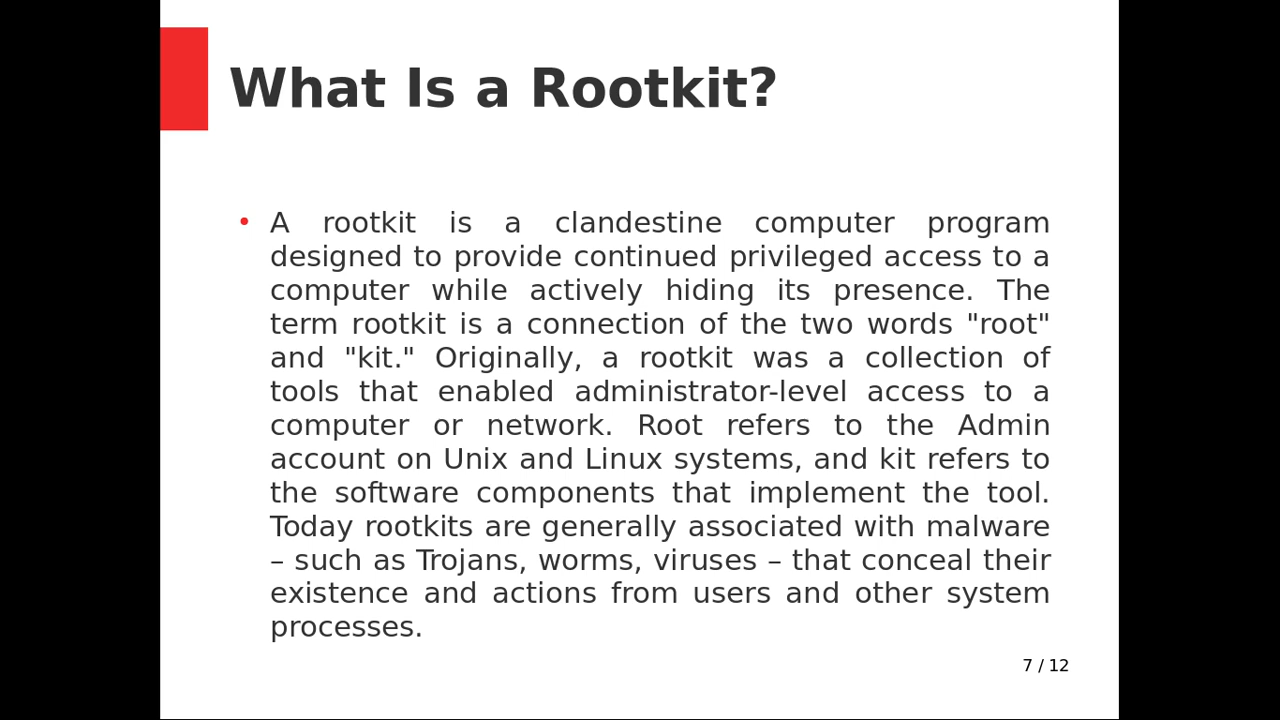 What Is a Rootkit?
• A rootkit is a clandestine computer program
designed to provide continued privileged access to a
computer while actively hiding its presence. The
term rootkit is a connection of the two words "root"
and "kit." Originally, a rootkit was a collection of
tools that enabled administrator-level access to a
computer or network. Root refers to the Admin
account on Unix and Linux systems, and kit refers to
the software components that implement the tool.
Today rootkits are generally associated with malware
– such as Trojans, worms, viruses – that conceal their
existence and actions from users and other system
processes.
7 / 12